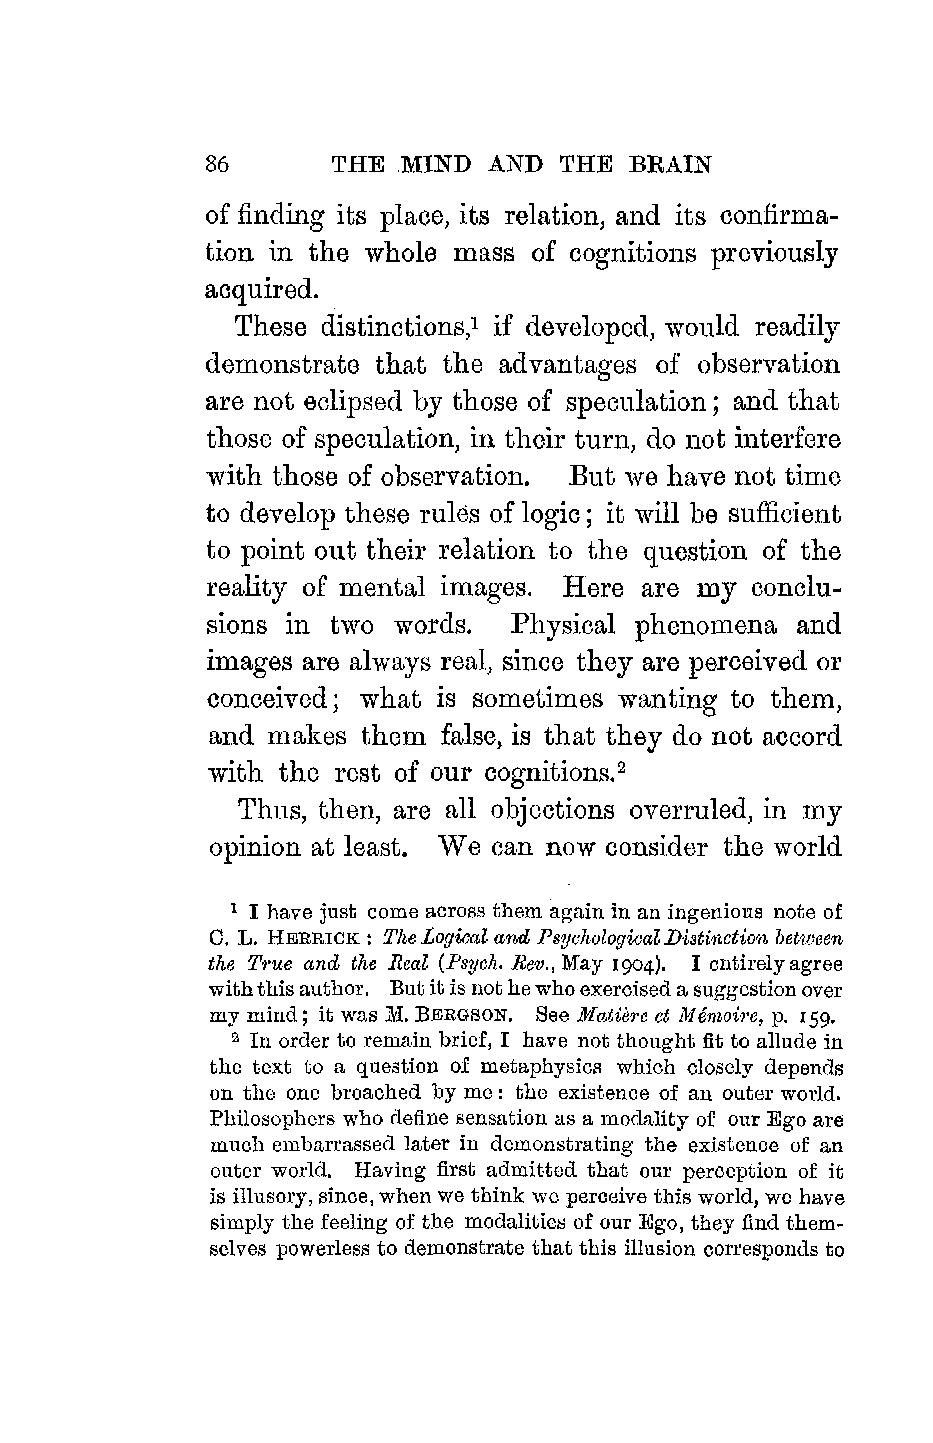 86 THE MIND AND THE BRAIN
of finding its place, its relation, and its confirma-
tion in the whole mass of cognitions previously
acquired.
These distinctions,¹ if developed, would readily
demonstrate that the advantages of observation
are not eclipsed by those of speculation; and that
those of speculation, in their turn, do not interfere
with those of observation. But we have not time
to develop these rules of logic; it will be sufficient
to point out their relation to the question of the
reality of mental images. Here are my conclu-
sions in two words. Physical phenomena and
images are always real, since they are perceived or
conceived; what is sometimes wanting to them,
and makes them false, is that they do not accord
with the rest of our cognitions.²
Thus, then, are all objections overruled, in my
opinion at least. We can now consider the world
¹ I have just come across them again in an ingenious note of
C. L. HERRICK: The Logical and Psychological Distinction between
the True and the Real (Psych. Rev., May 1904). I entirely agree
with this author. But it is not he who exercised a suggestion over
my mind; it was M. BERGSON. See Matière et Mémoire, p. 159.
² In order to remain brief, I have not thought fit to allude in
the text to a question of metaphysics which closely depends
on the one broached by me: the existence of an outer world.
Philosophers who define sensation as a modality of our Ego are
much embarrassed later in demonstrating the existence of an
outer world. Having first admitted that our perception of it
is illusory, since, when we think we perceive this world, we have
simply the feeling of the modalities of our Ego, they find them-
selves powerless to demonstrate that this illusion corresponds to